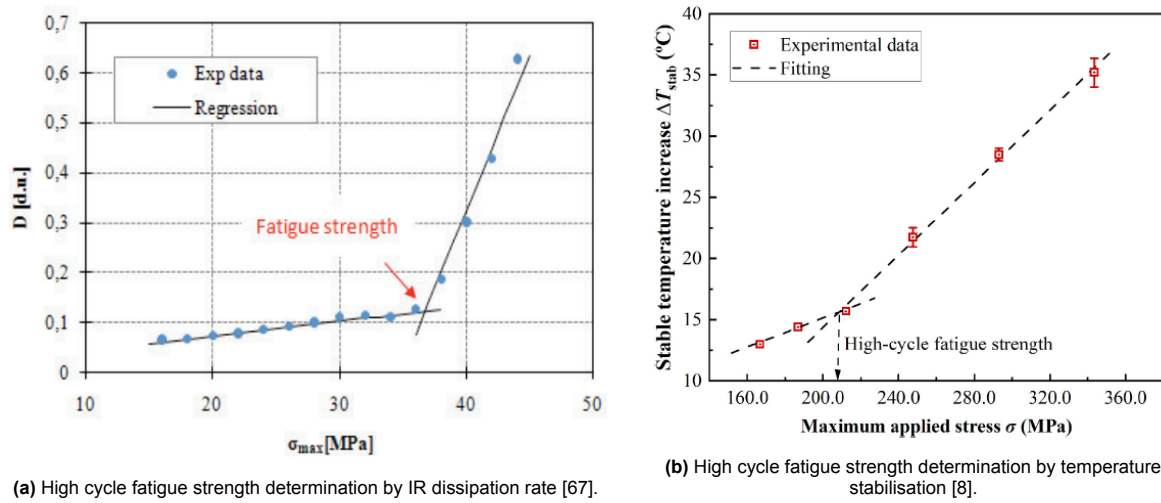 0,7
0,6
0,5
0,4
0,3
0,2
0,1
0
D [d.u.]
Exp data
Regression
Fatigue
strength
10
20
30
40
50
σmax[MPa]
(a) High cycle fatigue strength determination by IR dissipation rate [67].
40
35
30
25
20
15
10
Stable temperature increase ΔTstab (°C)
Experimental data
Fitting
High-cycle fatigue strength
160.0
200.0
240.0
280.0
320.0
360.0
Maximum applied stress σ (MPa)
(b) High cycle fatigue strength determination by temperature
stabilisation [8].